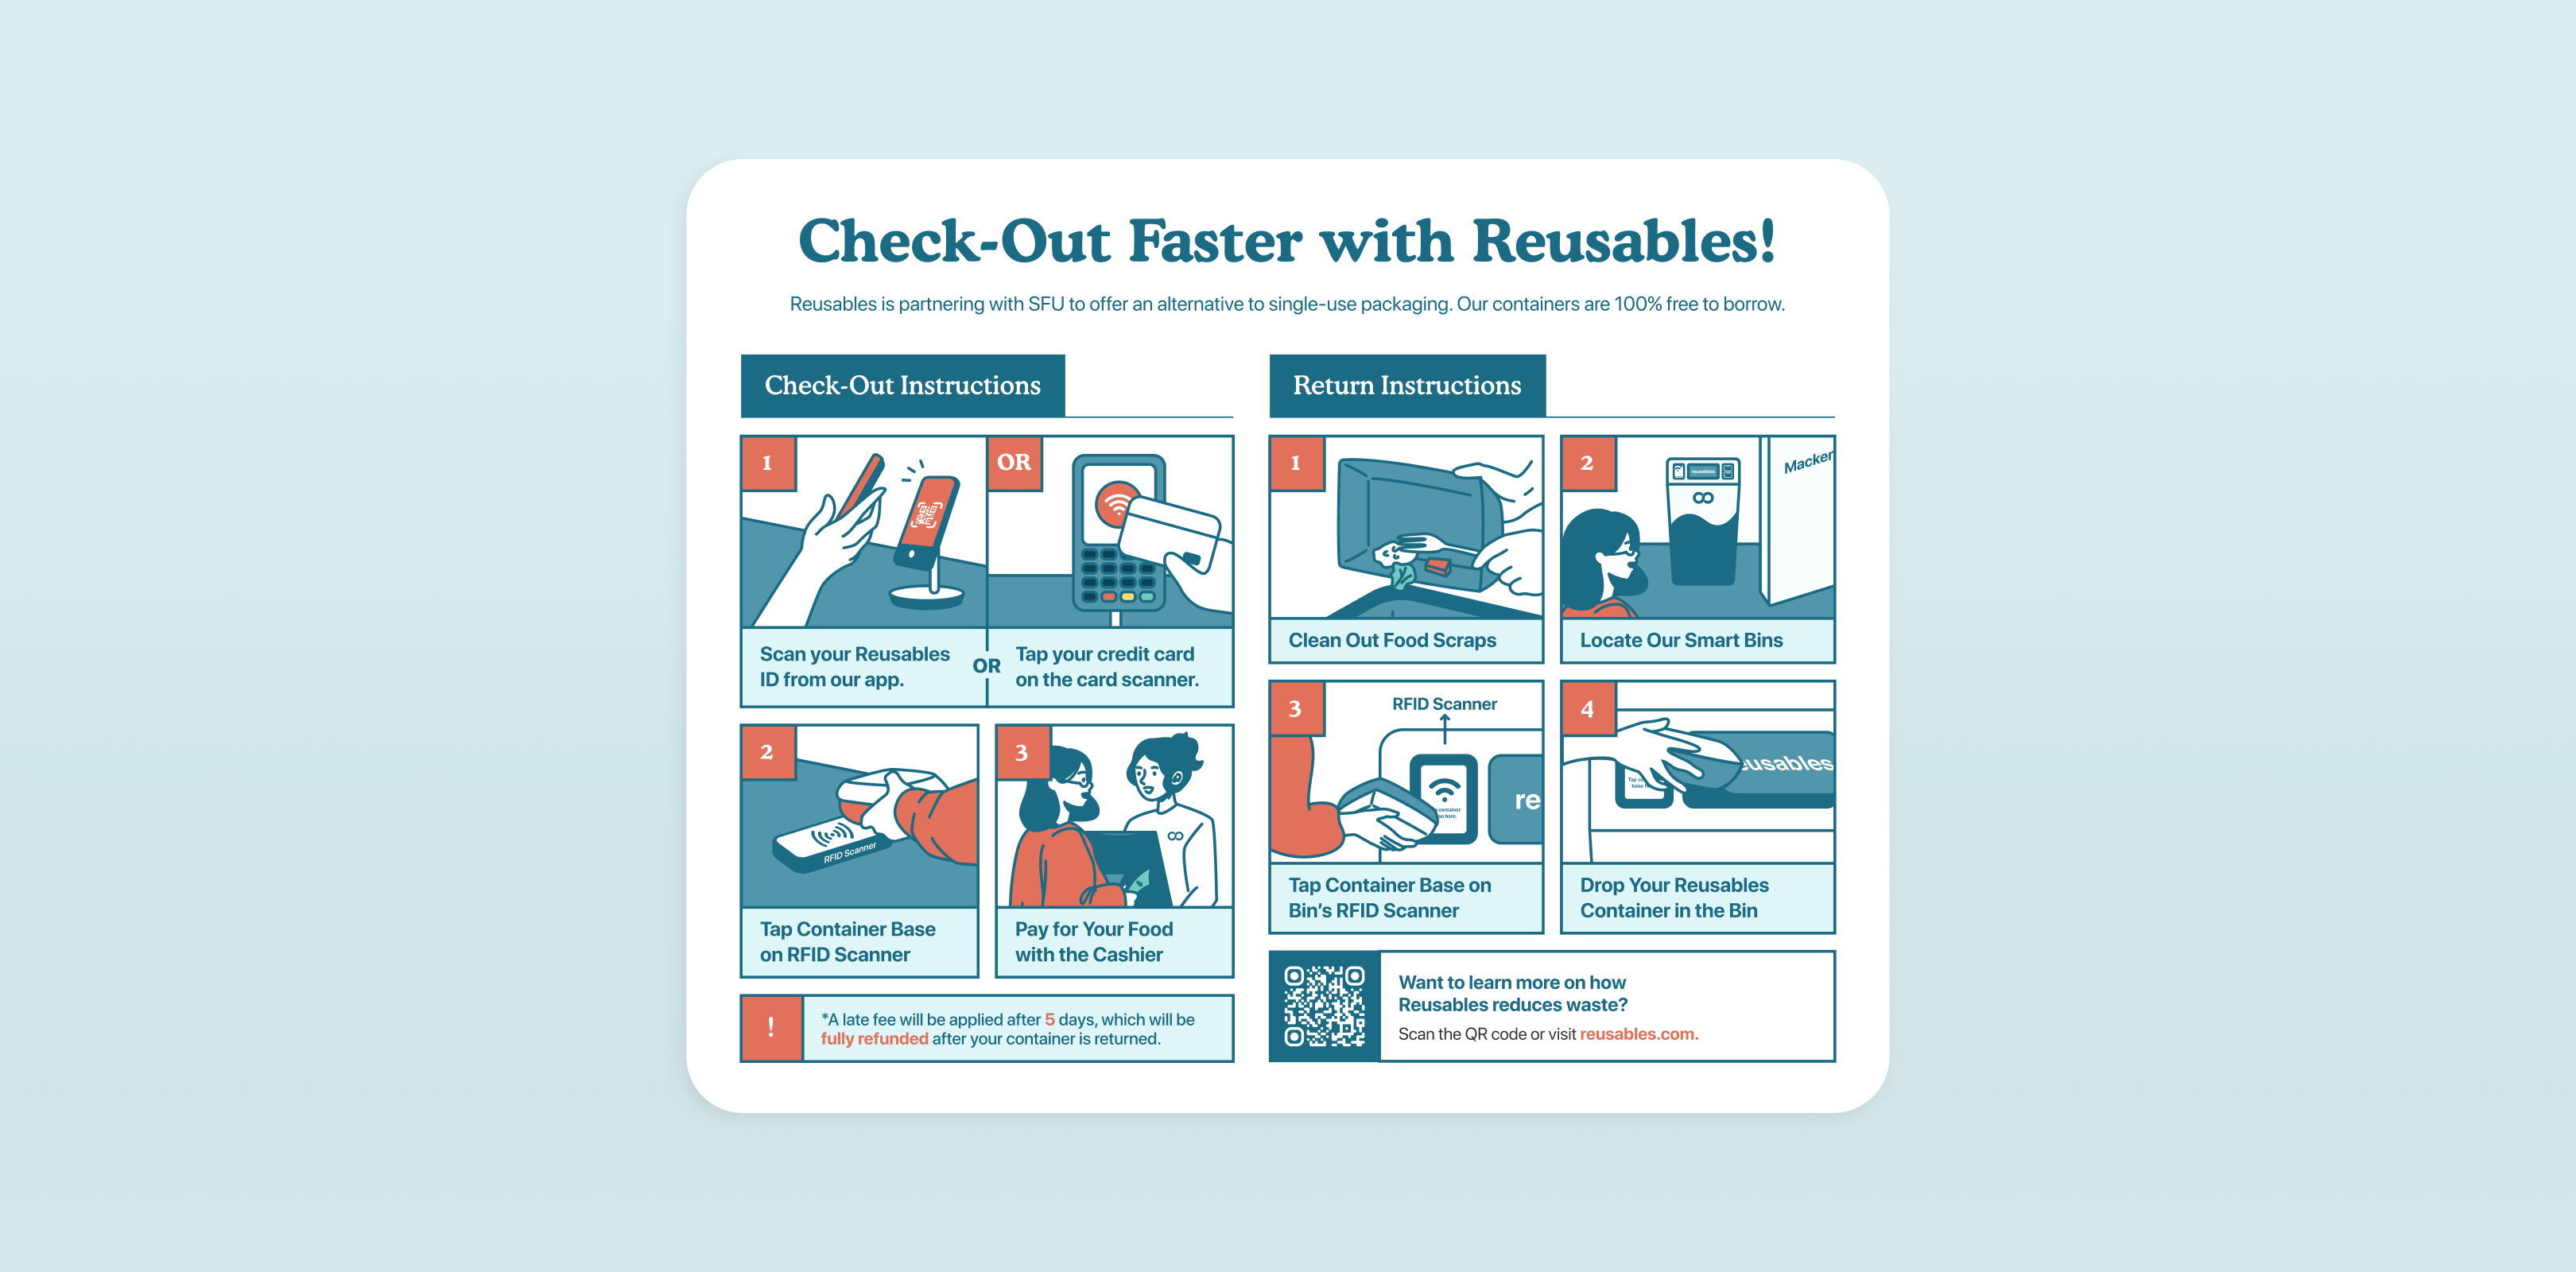 Check-Out Faster with Reusables!
Reusables is partnering with SFU to offer an alternative to single-use packaging. Our containers are 100% free to borrow.
Check-Out Instructions
1
OR
Scan your Reusables
ID from our app.
OR
Tap your credit card
on the card scanner.
2
RFID Scanner
Tap Container Base
on RFID Scanner
3
Pay for Your Food
with the Cashier
!
*A late fee will be applied after 5 days, which will be
fully refunded after your container is returned.
Return Instructions
1
Clean Out Food Scraps
2
Macken
Locate Our Smart Bins
3
RFID Scanner
container
here.
re
Tap Container Base on
Bin's RFID Scanner
4
Tap
base
usables
Drop Your Reusables
Container in the Bin
Want to learn more on how
Reusables reduces waste?
Scan the QR code or visit reusables.com.